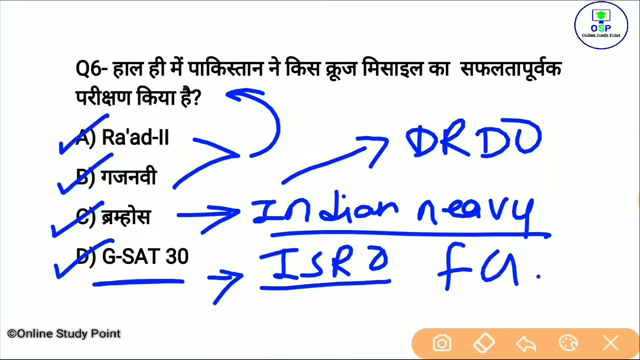 OSP
Online Study Point
Q6- हाल ही में पाकिस्तान ने किस क्रूज मिसाइल का सफलतापूर्वक
परीक्षण किया है?
A) Ra'ad-II
DRDO
B) गजनवी
C) ब्रम्होस
Indian neavy
D) G-SAT 30
ISRO
©Online Study Point